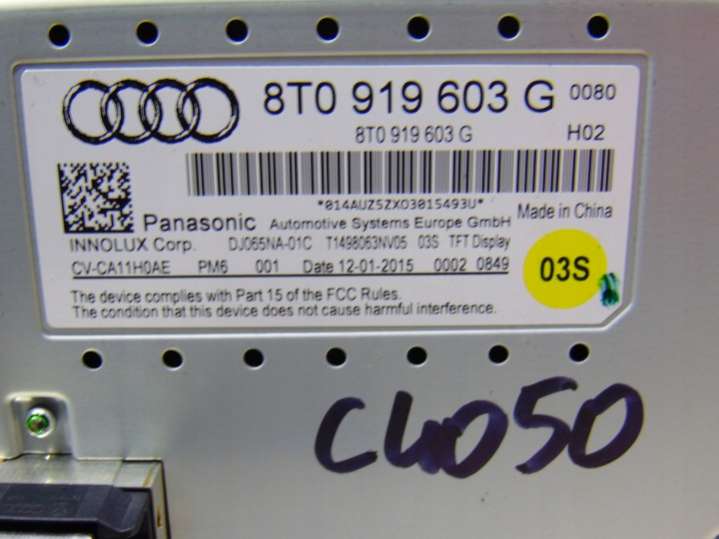 8T0 919 603 G 0080
8T0 919 603 G H02
*814AUZ5ZXO3815493U*
Panasonic Automotive Systems Europe GmbH Made in China
INNOLUX Corp. DJ065NA-01C T1498063NV05 03S TFT Display
CV-CA11H0AE PM6 001 Date 12-01-2015 0002 0849
03S
The device complies with Part 15 of the FCC Rules.
The condition that this device does not cause harmful interference.
C4050